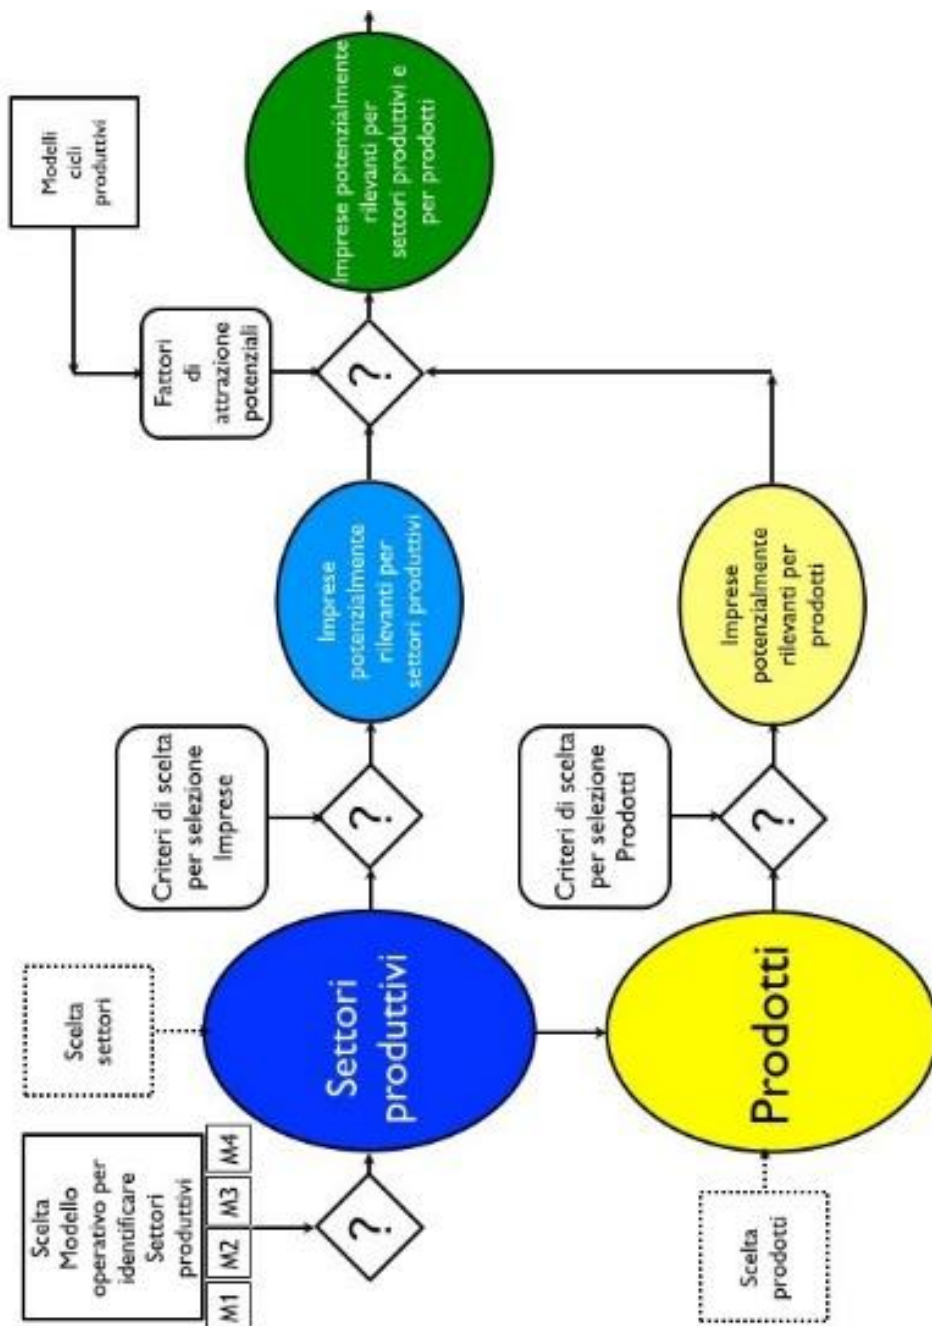 Scelta
Modello
operativo per
identificare
Settori
produttivi
M1
M2
M3
M4
?
Scelta
settori
Settori
produttivi
Criteri di scelta
per selezione
Imprese
?
Imprese
potenzialmente
rilevanti per
settori produttivi
Modelli
cicli
produttivi
Fattori
di
attrazione
potenziali
?
Imprese potenzialmente
rilevanti per
settori produttivi e
per prodotti
Scelta
prodotti
Prodotti
Criteri di scelta
per selezione
Prodotti
?
Imprese
potenzialmente
rilevanti per
prodotti